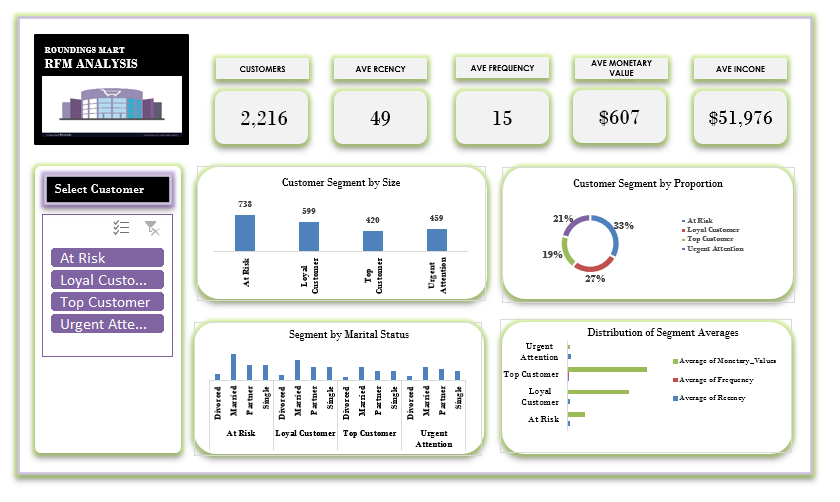 ROUNDINGS MART
RFM ANALYSIS
CUSTOMERS
2,216
AVE RCENCY
49
AVE FREQUENCY
15
AVE MONETARY
VALUE
$607
AVE INCONE
$51,976
Select Customer
At Risk
Loyal Custo...
Top Customer
Urgent Atte...
Customer Segment by Size
738
599
420
459
At Risk
Loyal
Customer
Top
Customer
Urgent
Attention
Customer Segment by Proportion
21%
33%
19%
27%
At Risk
Loyal Customer
Top Customer
Urgent Attention
Segment by Marital Status
Divorced
Married
Partner
Single
Divorced
Married
Partner
Single
Divorced
Married
Partner
Single
Divorced
Married
Partner
Single
At Risk
Loyal Customer
Top Customer
Urgent
Attention
Distribution of Segment Averages
Urgent
Attention
Top Customer
Loyal
Customer
At Risk
Average of Monetary_Values
Average of Frequency
Average of Recency